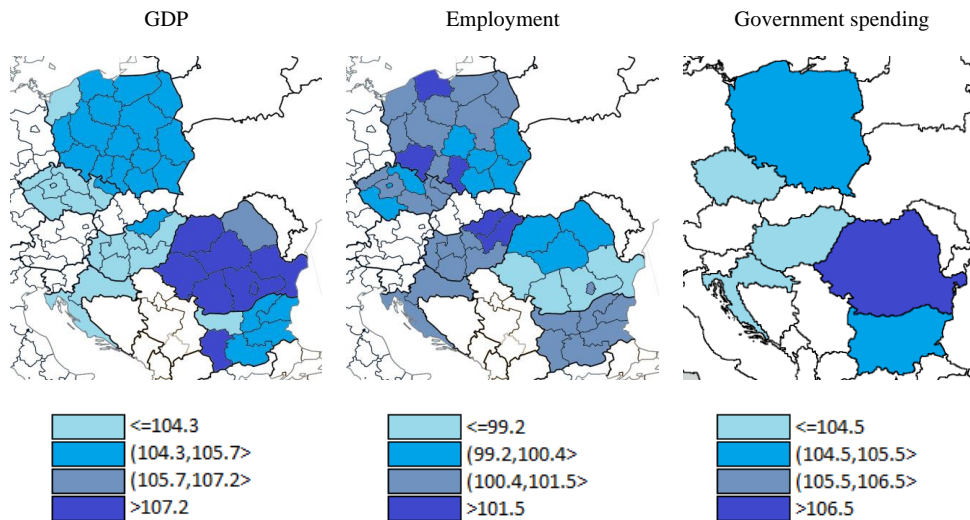 GDP Employment Government spending
<=104.3 <=99.2 <=104.5
(104.3,105.7> (99.2,100.4> (104.5,105.5>
(105.7,107.2> (100.4,101.5> (105.5,106.5>
>107.2 >101.5 >106.5